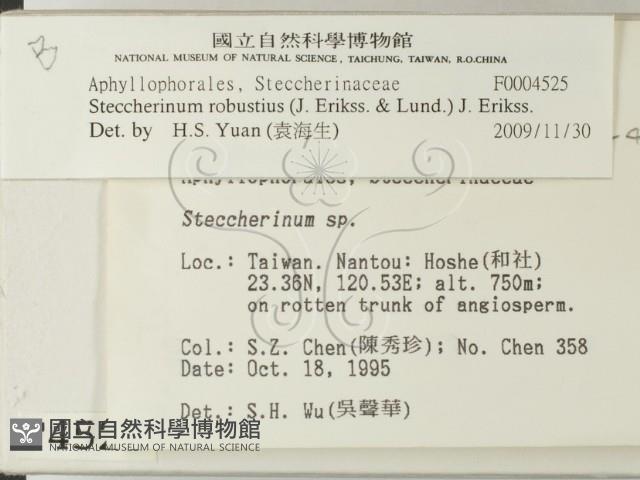 國立自然科學博物館
NATIONAL MUSEUM OF NATURAL SCIENCE, TAICHUNG, TAIWAN, R.O.CHINA
Aphyllophorales, Steccherinaceae F0004525
Steccherinum robustius (J. Erikss. & Lund.) J. Erikss.
Det. by H.S. Yuan (袁海生) 2009/11/30
Aphyllophorales, Steccherinaceae
Steccherinum sp.
Loc.: Taiwan. Nantou: Hoshe(和社)
23.36N, 120.53E; alt. 750m;
on rotten trunk of angiosperm.
Col.: S.Z. Chen(陳秀珍); No. Chen 358
Date: Oct. 18, 1995
Det.: S.H. Wu(吳聲華)
國立自然科學博物館
NATIONAL MUSEUM OF NATURAL SCIENCE